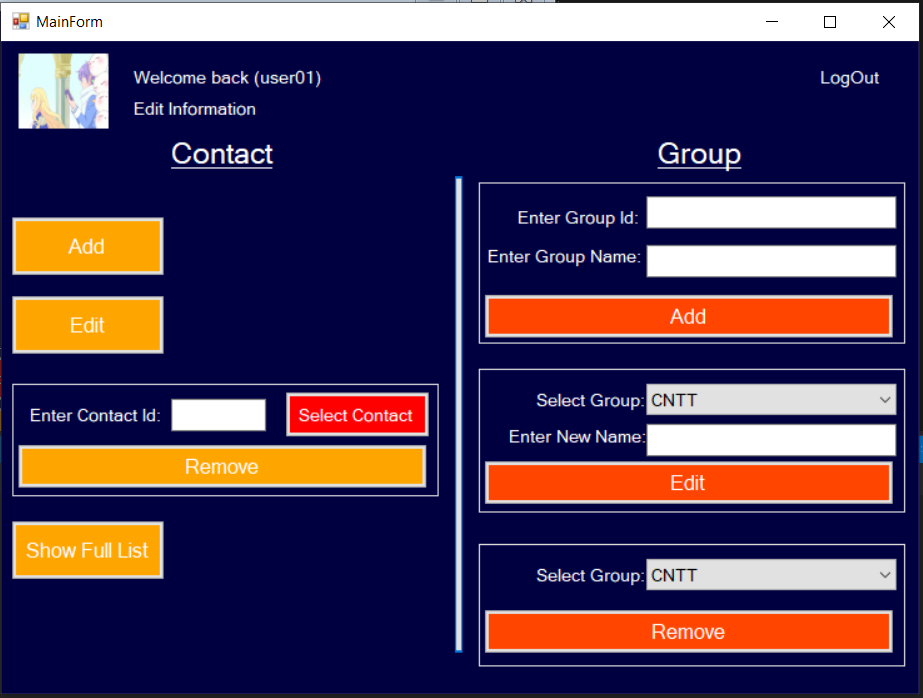 MainForm
Welcome back (user01)
LogOut
Edit Information
Contact
Add
Edit
Enter Contact Id:
Select Contact
Remove
Show Full List
Group
Enter Group Id:
Enter Group Name:
Add
Select Group: CNTT
Enter New Name:
Edit
Select Group: CNTT
Remove